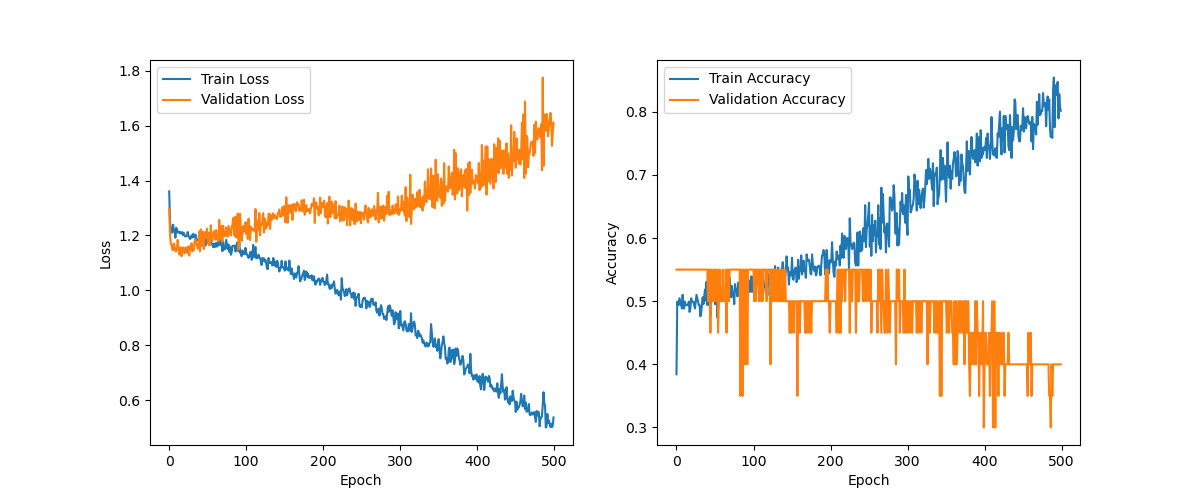 1.8
1.6
1.4
1.2
1.0
0.8
0.6
Loss
Train Loss
Validation Loss
0 100 200 300 400 500
Epoch
0.8
0.7
0.6
0.5
0.4
0.3
Accuracy
Train Accuracy
Validation Accuracy
0 100 200 300 400 500
Epoch